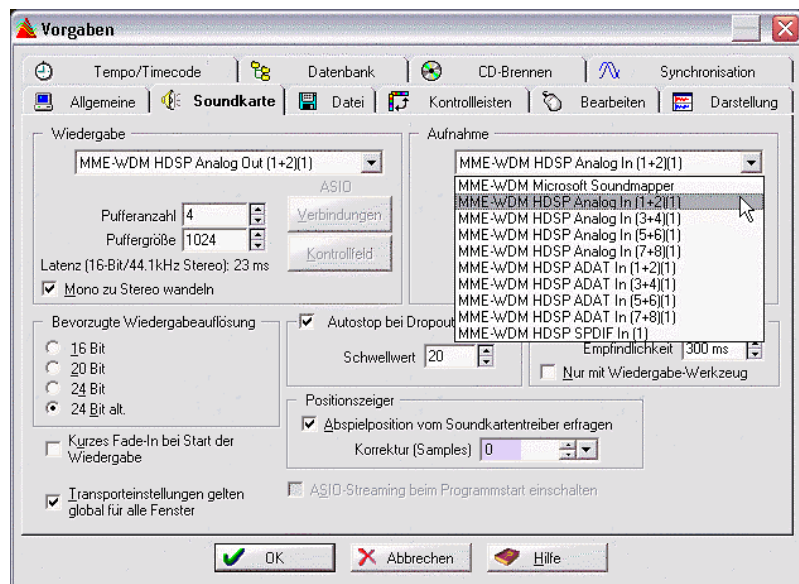 Vorgaben
Tempo/Timecode
Datenbank
CD-Brennen
Synchronisation
Allgemeine
Soundkarte
Datei
Kontrolleisten
Bearbeiten
Darstellung
Wiedergabe
MME-WDM HDSP Analog Out (1+2)(1)
ASIO
Pufferanzahl 4
Verbindungen
Puffergröße 1024
Kontrollfeld
Latenz (16-Bit/44.1kHz Stereo): 23 ms
Mono zu Stereo wandeln
Aufnahme
MME-WDM HDSP Analog In (1+2)(1)
MME-WDM Microsoft Soundmapper
MME-WDM HDSP Analog In (1+2)(1)
MME-WDM HDSP Analog In (3+4)(1)
MME-WDM HDSP Analog In (5+6)(1)
MME-WDM HDSP Analog In (7+8)(1)
MME-WDM HDSP ADAT In (1+2)(1)
MME-WDM HDSP ADAT In (3+4)(1)
MME-WDM HDSP ADAT In (5+6)(1)
MME-WDM HDSP ADAT In (7+8)(1)
MME-WDM HDSP SPDIF In (1)
Bevorzugte Wiedergabeauflösung
16 Bit
20 Bit
24 Bit
24 Bit alt.
Autostop bei Dropout
Schwellwert 20
Empfindlichkeit 300 ms
Nur mit Wiedergabe-Werkzeug
Positionszeiger
Abspielposition vom Soundkartentreiber erfragen
Korrektur (Samples) 0
Kurzes Fade-In bei Start der
Wiedergabe
Transporteinstellungen gelten
global für alle Fenster
ASIO-Streaming beim Programmstart einschalten
OK
Abbrechen
Hilfe